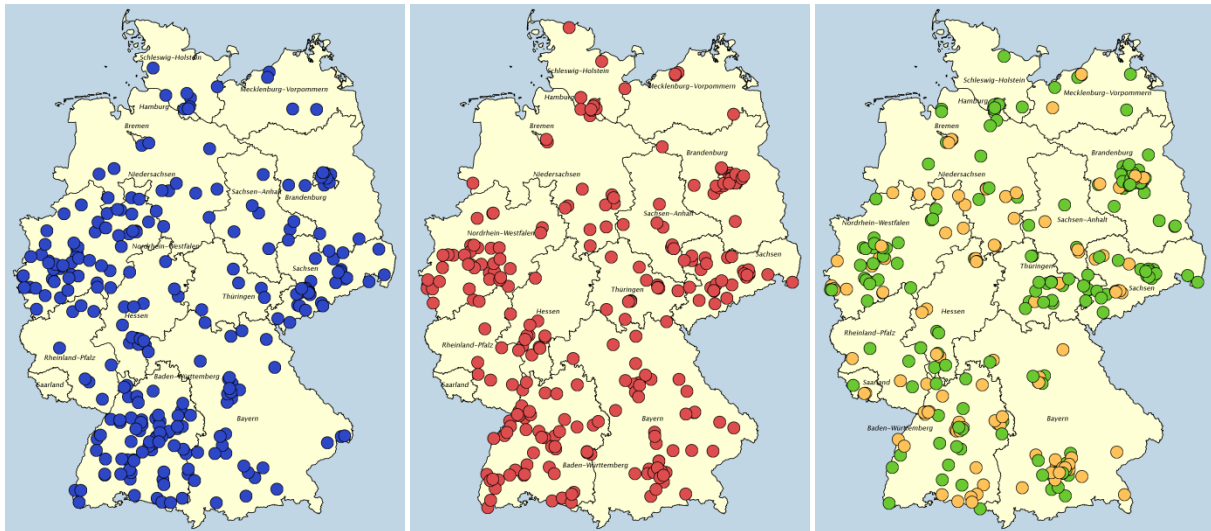 Schleswig-Holstein
Mecklenburg-Vorpommern
Hamburg
Bremen
Niedersachsen
Sachsen-Anhalt
Brandenburg
Nordrhein-Westfalen
Sachsen
Thüringen
Hessen
Rheinland-Pfalz
Saarland
Baden-Württemberg
Bayern
Schleswig-Holstein
Mecklenburg-Vorpommern
Hamburg
Bremen
Brandenburg
Niedersachsen
Sachsen-Anhalt
Nordrhein-Westfalen
Sachsen
Thüringen
Hessen
Rheinland-Pfalz
Saarland
Bayern
Baden-Württemberg
Schleswig-Holstein
Mecklenburg-Vorpommern
Hamburg
Bremen
Brandenburg
Niedersachsen
Sachsen-Anhalt
Nordrhein-Westfalen
Thüringen
Sachsen
Hessen
Rheinland-Pfalz
Saarland
Bayern
Baden-Württemberg